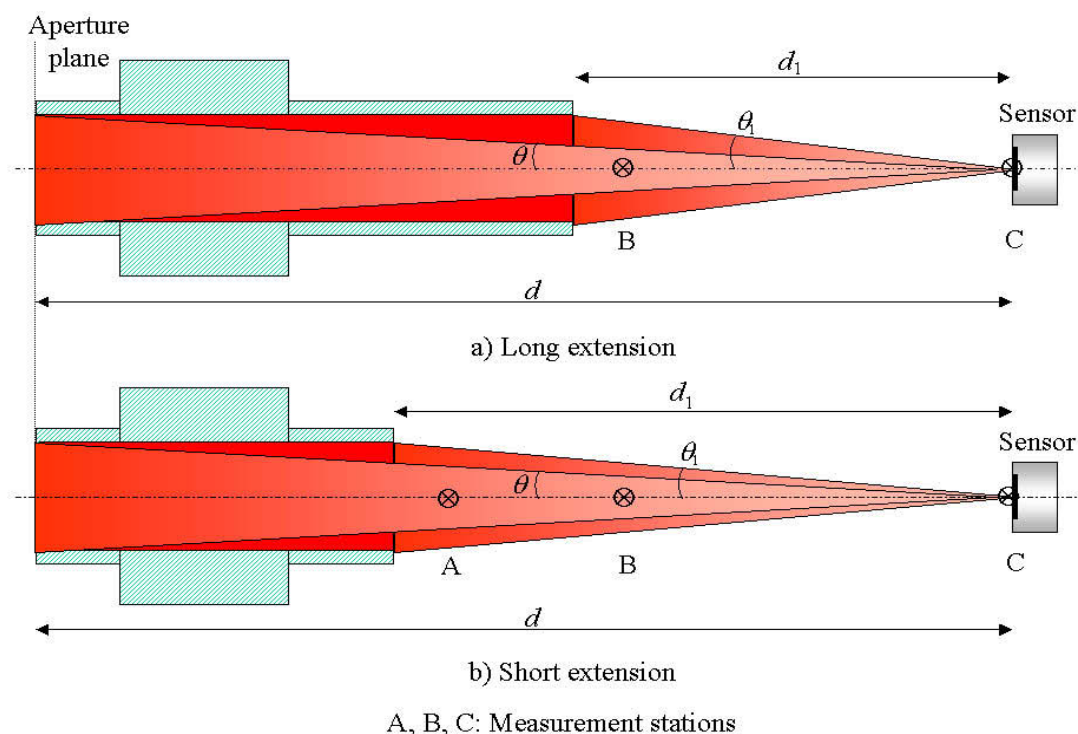 Aperture
plane
d₁
Sensor
θ₁
θ
B
C
d
a) Long extension
d₁
Sensor
θ₁
θ
A
B
C
d
b) Short extension
A, B, C: Measurement stations